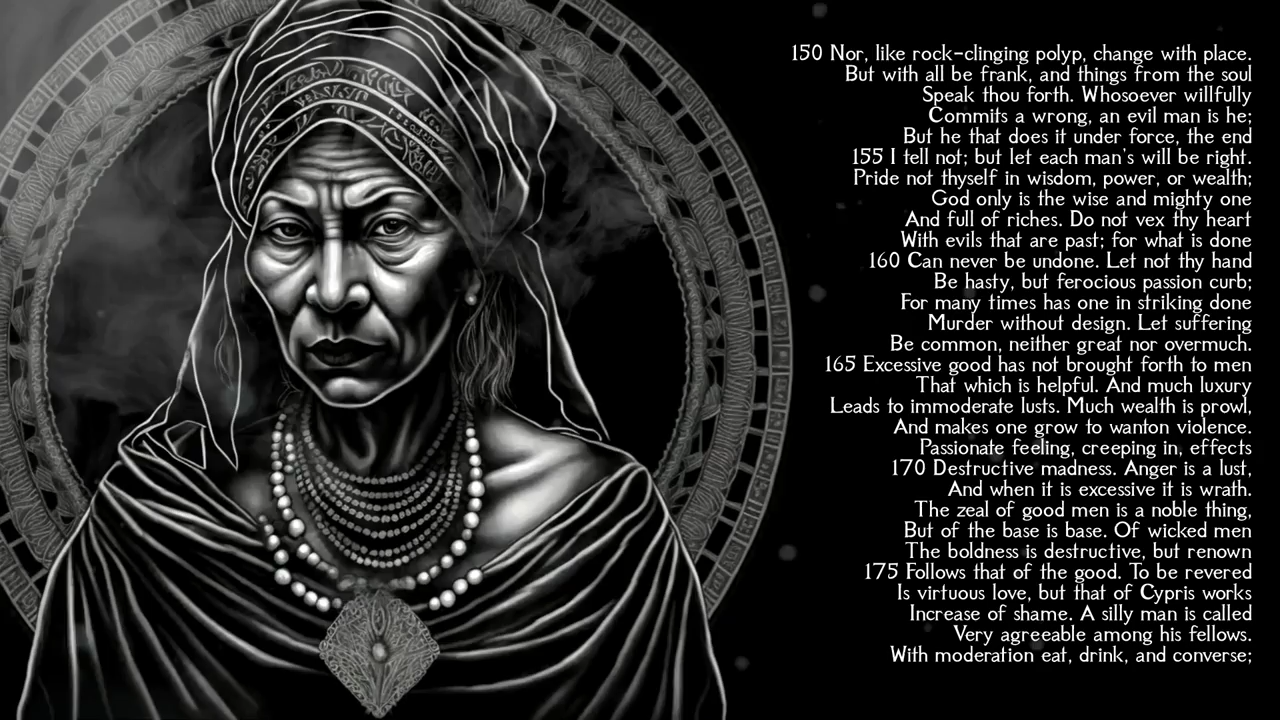 150 Nor, like rock-clinging polyp, change with place.
But with all be frank, and things from the soul
Speak thou forth. Whosoever willfully
Commits a wrong, an evil man is he;
But he that does it under force, the end
155 I tell not; but let each man's will be right.
Pride not thyself in wisdom, power, or wealth;
God only is the wise and mighty one
And full of riches. Do not vex thy heart
With evils that are past; for what is done
160 Can never be undone. Let not thy hand
Be hasty, but ferocious passion curb;
For many times has one in striking done
Murder without design. Let suffering
Be common, neither great nor overmuch.
165 Excessive good has not brought forth to men
That which is helpful. And much luxury
Leads to immoderate lusts. Much wealth is prowl,
And makes one grow to wanton violence.
Passionate feeling, creeping in, effects
170 Destructive madness. Anger is a lust,
And when it is excessive it is wrath.
The zeal of good men is a noble thing,
But of the base is base. Of wicked men
The boldness is destructive, but renown
175 Follows that of the good. To be revered
Is virtuous love, but that of Cypris works
Increase of shame. A silly man is called
Very agreeable among his fellows.
With moderation eat, drink, and converse;